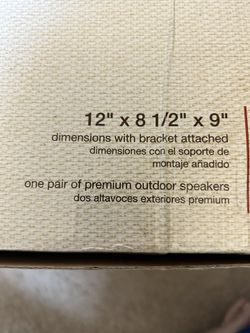 12" x 8 1/2" x 9"
dimensions with bracket attached
dimensiones con el soporte de
montaje añadido
one pair of premium outdoor speakers
dos altavoces exteriores premium